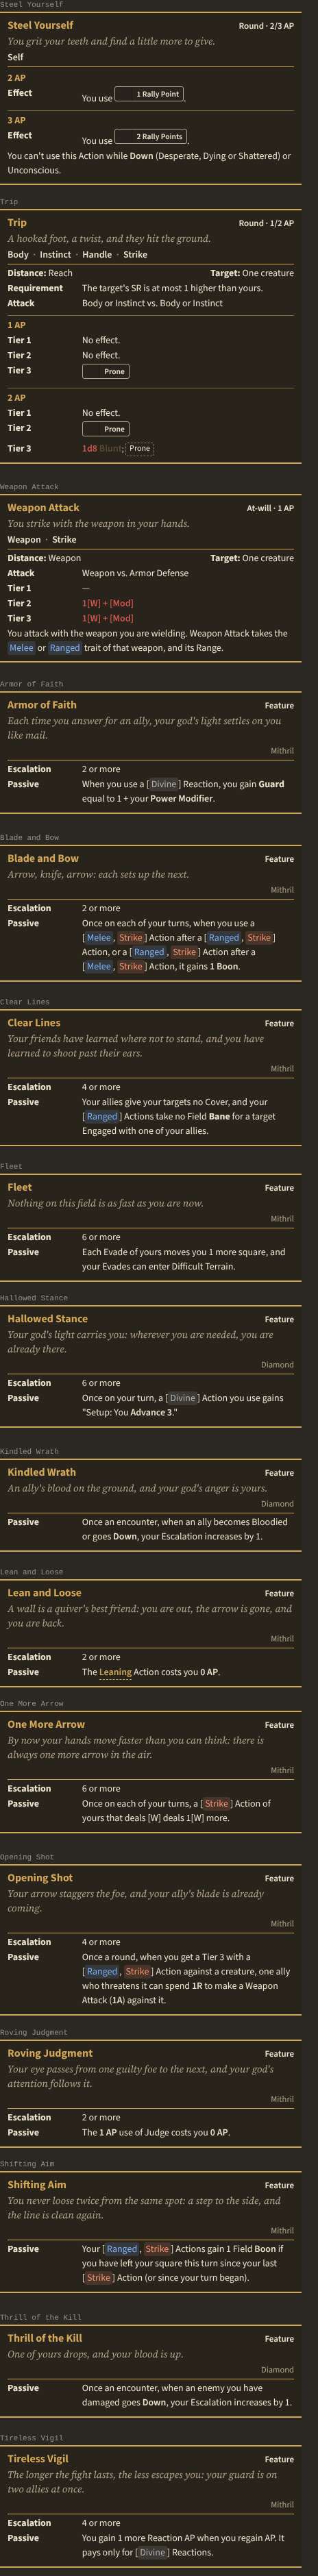 Steel Yourself
Steel Yourself Round · 2/3 AP
You grit your teeth and find a little more to give.
Self
2 AP
Effect You use 1 Rally Point.
3 AP
Effect You use 2 Rally Points.
You can't use this Action while Down (Desperate, Dying or Shattered) or
Unconscious.
Trip
Trip Round · 1/2 AP
A hooked foot, a twist, and they hit the ground.
Body · Instinct · Handle · Strike
Distance: Reach Target: One creature
Requirement The target's SR is at most 1 higher than yours.
Attack Body or Instinct vs. Body or Instinct
1 AP
Tier 1 No effect.
Tier 2 No effect.
Tier 3 Prone
2 AP
Tier 1 No effect.
Tier 2 Prone
Tier 3 1d8 Blunt; Prone
Weapon Attack
Weapon Attack At-will · 1 AP
You strike with the weapon in your hands.
Weapon · Strike
Distance: Weapon Target: One creature
Attack Weapon vs. Armor Defense
Tier 1 —
Tier 2 1[W] + [Mod]
Tier 3 1[W] + [Mod]
You attack with the weapon you are wielding. Weapon Attack takes the
Melee or Ranged trait of that weapon, and its Range.
Armor of Faith
Armor of Faith Feature
Each time you answer for an ally, your god's light settles on you
like mail.
Mithril
Escalation 2 or more
Passive When you use a [Divine] Reaction, you gain Guard
equal to 1 + your Power Modifier.
Blade and Bow
Blade and Bow Feature
Arrow, knife, arrow: each sets up the next.
Mithril
Escalation 2 or more
Passive Once on each of your turns, when you use a
[Melee, Strike] Action after a [Ranged, Strike]
Action, or a [Ranged, Strike] Action after a
[Melee, Strike] Action, it gains 1 Boon.
Clear Lines
Clear Lines Feature
Your friends have learned where not to stand, and you have
learned to shoot past their ears.
Mithril
Escalation 4 or more
Passive Your allies give your targets no Cover, and your
[Ranged] Actions take no Field Bane for a target
Engaged with one of your allies.
Fleet
Fleet Feature
Nothing on this field is as fast as you are now.
Mithril
Escalation 6 or more
Passive Each Evade of yours moves you 1 more square, and
your Evades can enter Difficult Terrain.
Hallowed Stance
Hallowed Stance Feature
Your god's light carries you: wherever you are needed, you are
already there.
Diamond
Escalation 6 or more
Passive Once on your turn, a [Divine] Action you use gains
"Setup: You Advance 3."
Kindled Wrath
Kindled Wrath Feature
An ally's blood on the ground, and your god's anger is yours.
Diamond
Passive Once an encounter, when an ally becomes Bloodied
or goes Down, your Escalation increases by 1.
Lean and Loose
Lean and Loose Feature
A wall is a quiver's best friend: you are out, the arrow is gone, and
you are back.
Mithril
Escalation 2 or more
Passive The Leaning Action costs you 0 AP.
One More Arrow
One More Arrow Feature
By now your hands move faster than you can think: there is
always one more arrow in the air.
Mithril
Escalation 6 or more
Passive Once on each of your turns, a [Strike] Action of
yours that deals [W] deals 1[W] more.
Opening Shot
Opening Shot Feature
Your arrow staggers the foe, and your ally's blade is already
coming.
Mithril
Escalation 4 or more
Passive Once a round, when you get a Tier 3 with a
[Ranged, Strike] Action against a creature, one ally
who threatens it can spend 1R to make a Weapon
Attack (1A) against it.
Roving Judgment
Roving Judgment Feature
Your eye passes from one guilty foe to the next, and your god's
attention follows it.
Mithril
Escalation 2 or more
Passive The 1 AP use of Judge costs you 0 AP.
Shifting Aim
Shifting Aim Feature
You never loose twice from the same spot: a step to the side, and
the line is clean again.
Mithril
Passive Your [Ranged, Strike] Actions gain 1 Field Boon if
you have left your square this turn since your last
[Strike] Action (or since your turn began).
Thrill of the Kill
Thrill of the Kill Feature
One of yours drops, and your blood is up.
Diamond
Passive Once an encounter, when an enemy you have
damaged goes Down, your Escalation increases by 1.
Tireless Vigil
Tireless Vigil Feature
The longer the fight lasts, the less escapes you: your guard is on
two allies at once.
Mithril
Escalation 4 or more
Passive You gain 1 more Reaction AP when you regain AP. It
pays only for [Divine] Reactions.